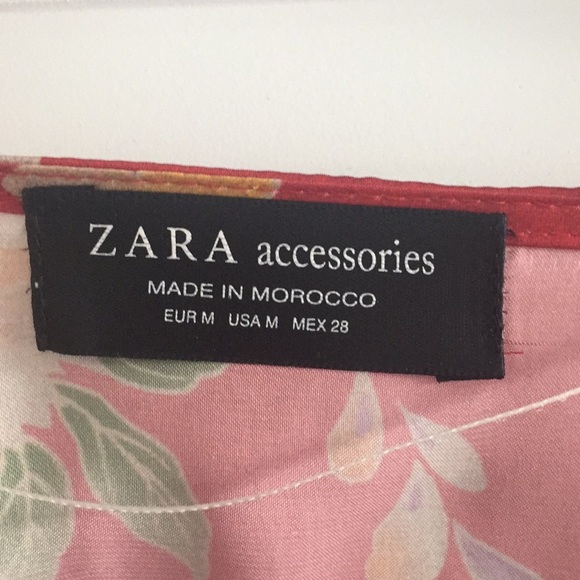 ZARA accessories
MADE IN MOROCCO
EUR M USA M MEX 28